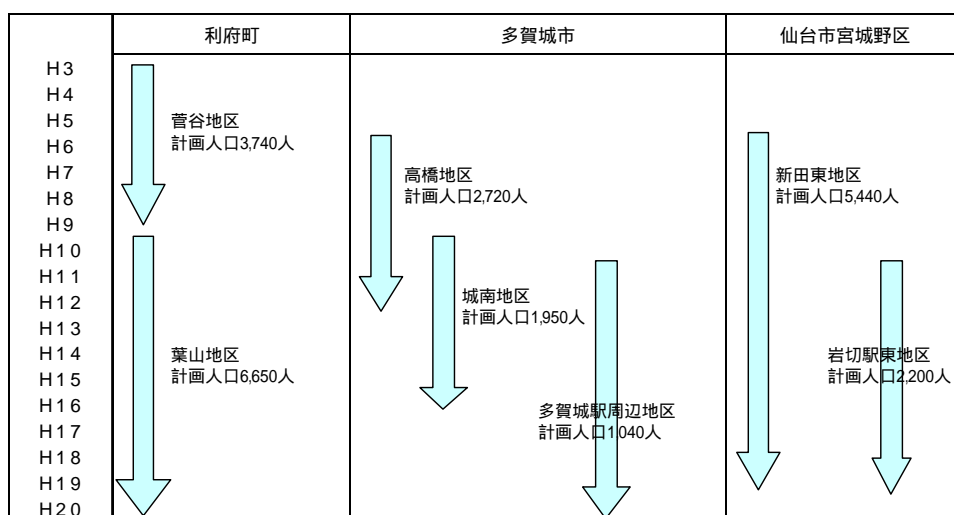 利府町
多賀城市
仙台市宮城野区
H3
H4
H5
H6
H7
H8
H9
H10
H11
H12
H13
H14
H15
H16
H17
H18
H19
H20
菅谷地区
計画人口3,740人
葉山地区
計画人口6,650人
高橋地区
計画人口2,720人
城南地区
計画人口1,950人
多賀城駅周辺地区
計画人口1,040人
新田東地区
計画人口5,440人
岩切駅東地区
計画人口2,200人